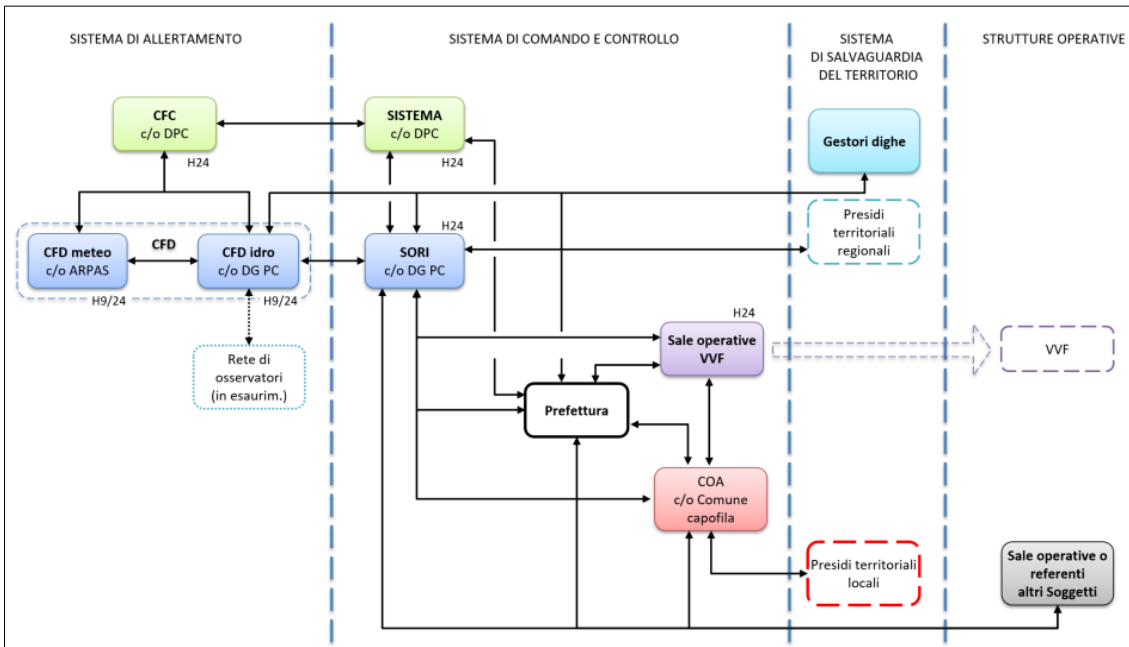 SISTEMA DI ALLERTAMENTO
SISTEMA DI COMANDO E CONTROLLO
SISTEMA
DI SALVAGUARDIA
DEL TERRITORIO
STRUTTURE OPERATIVE
CFC
c/o DPC
H24
SISTEMA
c/o DPC
H24
Gestori dighe
Presidi
territoriali
regionali
CFD meteo
c/o ARPAS
H9/24
CFD
CFD idro
c/o DG PC
H9/24
H24
SORI
c/o DG PC
Rete di
osservatori
(in esaurim.)
H24
Sale operative
VVF
VVF
Prefettura
COA
c/o Comune
capofila
Presidi territoriali
locali
Sale operative o
referenti
altri Soggetti